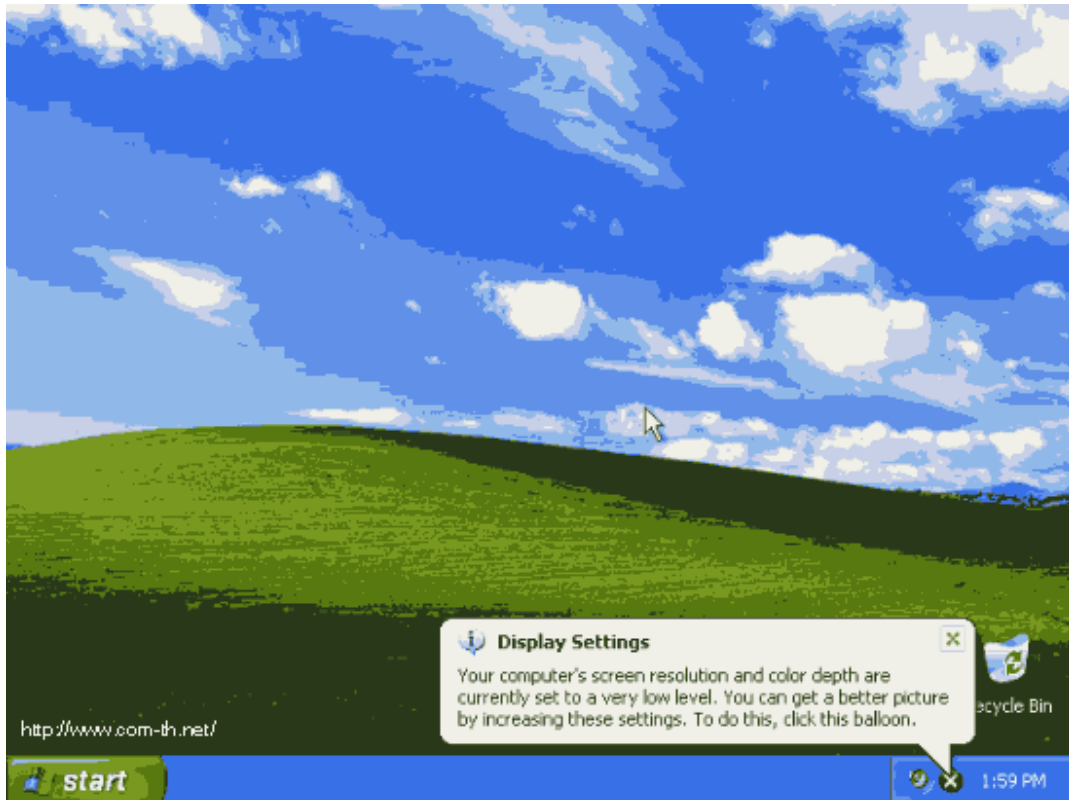 Display Settings
Your computer's screen resolution and color depth are
currently set to a very low level. You can get a better picture
by increasing these settings. To do this, click this balloon.
ecycle Bin
http://www.com-th.net/
start
1:59 PM